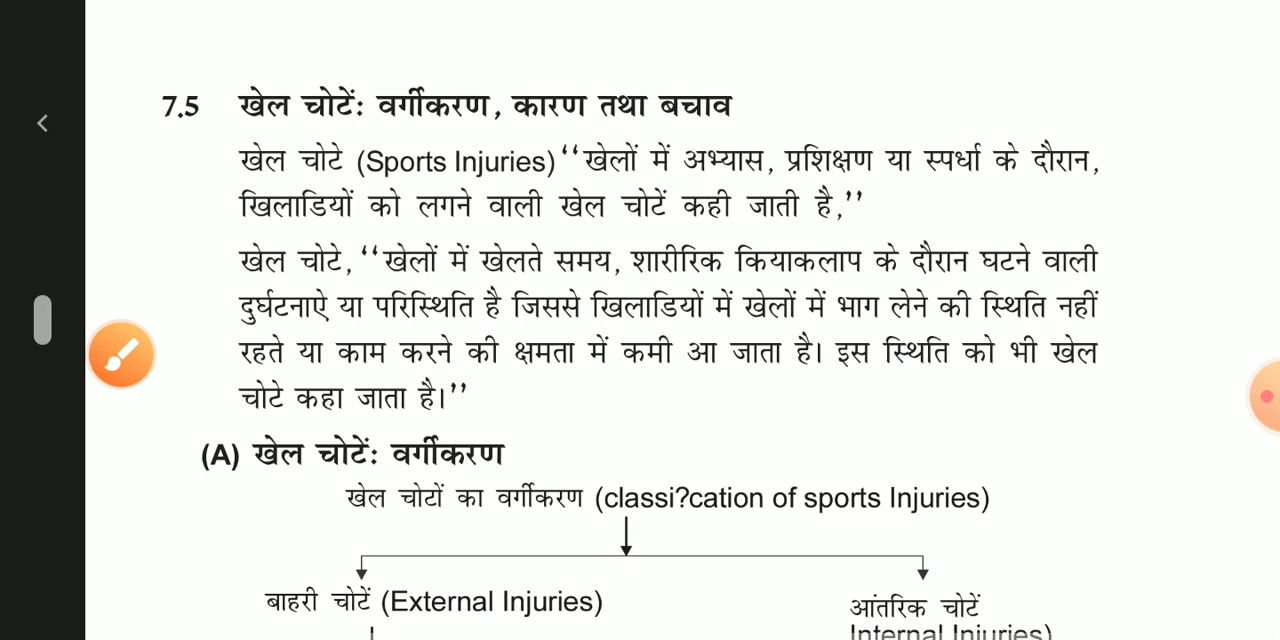 7.5 खेल चोटेंः वर्गीकरण, कारण तथा बचाव
खेल चोटे (Sports Injuries) ‘‘खेलों में अभ्यास, प्रशिक्षण या स्पर्धा के दौरान,
खिलाडियों को लगने वाली खेल चोटें कही जाती है,’’
खेल चोटे, ‘‘खेलों में खेलते समय, शारीरिक कियाकलाप के दौरान घटने वाली
दुर्घटनाऐ या परिस्थिति है जिससे खिलाडियों में खेलों में भाग लेने की स्थिति नहीं
रहते या काम करने की क्षमता में कमी आ जाता है। इस स्थिति को भी खेल
चोटे कहा जाता है।’’
(A) खेल चोटेंः वर्गीकरण
खेल चोटों का वर्गीकरण (classi?cation of sports Injuries)
बाहरी चोटें (External Injuries)
आंतरिक चोटें
Internal Injuries)